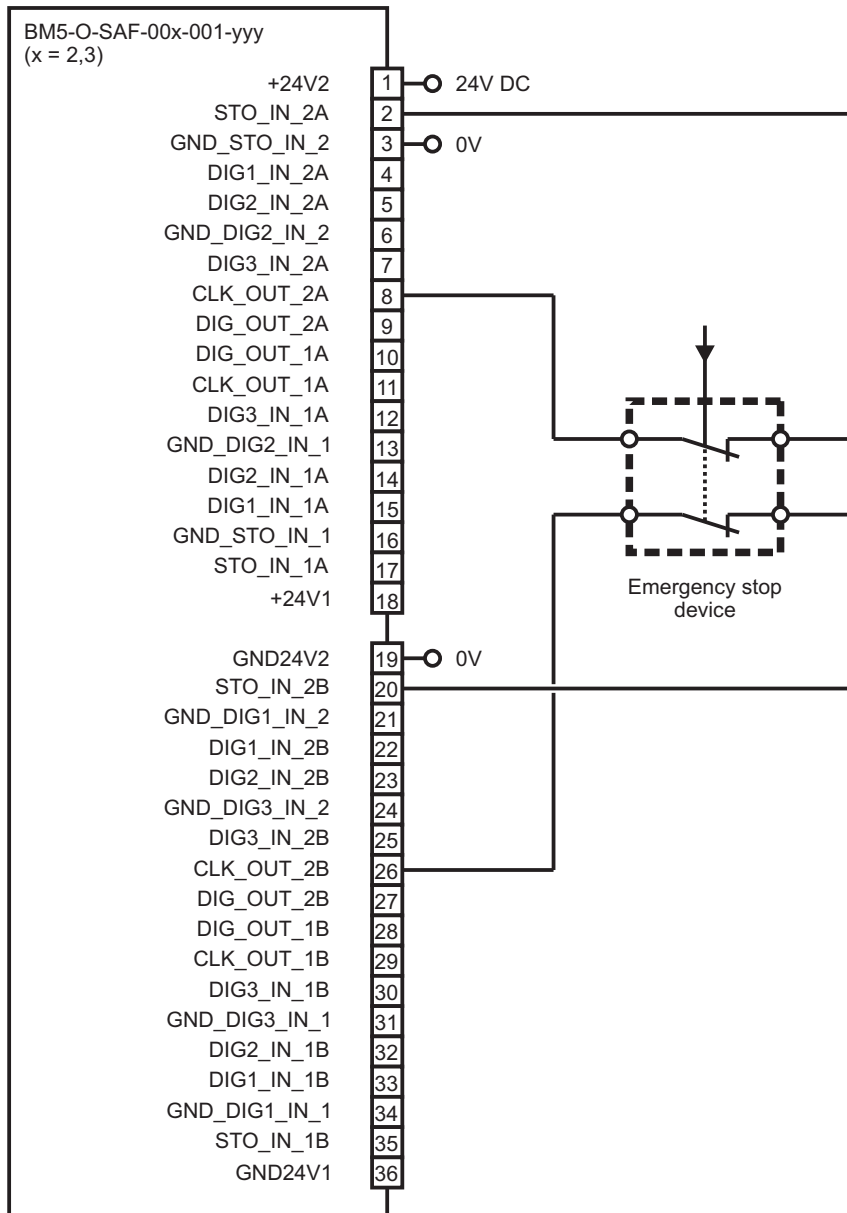 BM5-O-SAF-00x-001-yyy
(x = 2,3)
+24V2 1 24V DC
STO_IN_2A 2
GND_STO_IN_2 3 0V
DIG1_IN_2A 4
DIG2_IN_2A 5
GND_DIG2_IN_2 6
DIG3_IN_2A 7
CLK_OUT_2A 8
DIG_OUT_2A 9
DIG_OUT_1A 10
CLK_OUT_1A 11
DIG3_IN_1A 12
GND_DIG2_IN_1 13
DIG2_IN_1A 14
DIG1_IN_1A 15
GND_STO_IN_1 16
STO_IN_1A 17
+24V1 18
Emergency stop
device
GND24V2 19 0V
STO_IN_2B 20
GND_DIG1_IN_2 21
DIG1_IN_2B 22
DIG2_IN_2B 23
GND_DIG3_IN_2 24
DIG3_IN_2B 25
CLK_OUT_2B 26
DIG_OUT_2B 27
DIG_OUT_1B 28
CLK_OUT_1B 29
DIG3_IN_1B 30
GND_DIG3_IN_1 31
DIG2_IN_1B 32
DIG1_IN_1B 33
GND_DIG1_IN_1 34
STO_IN_1B 35
GND24V1 36